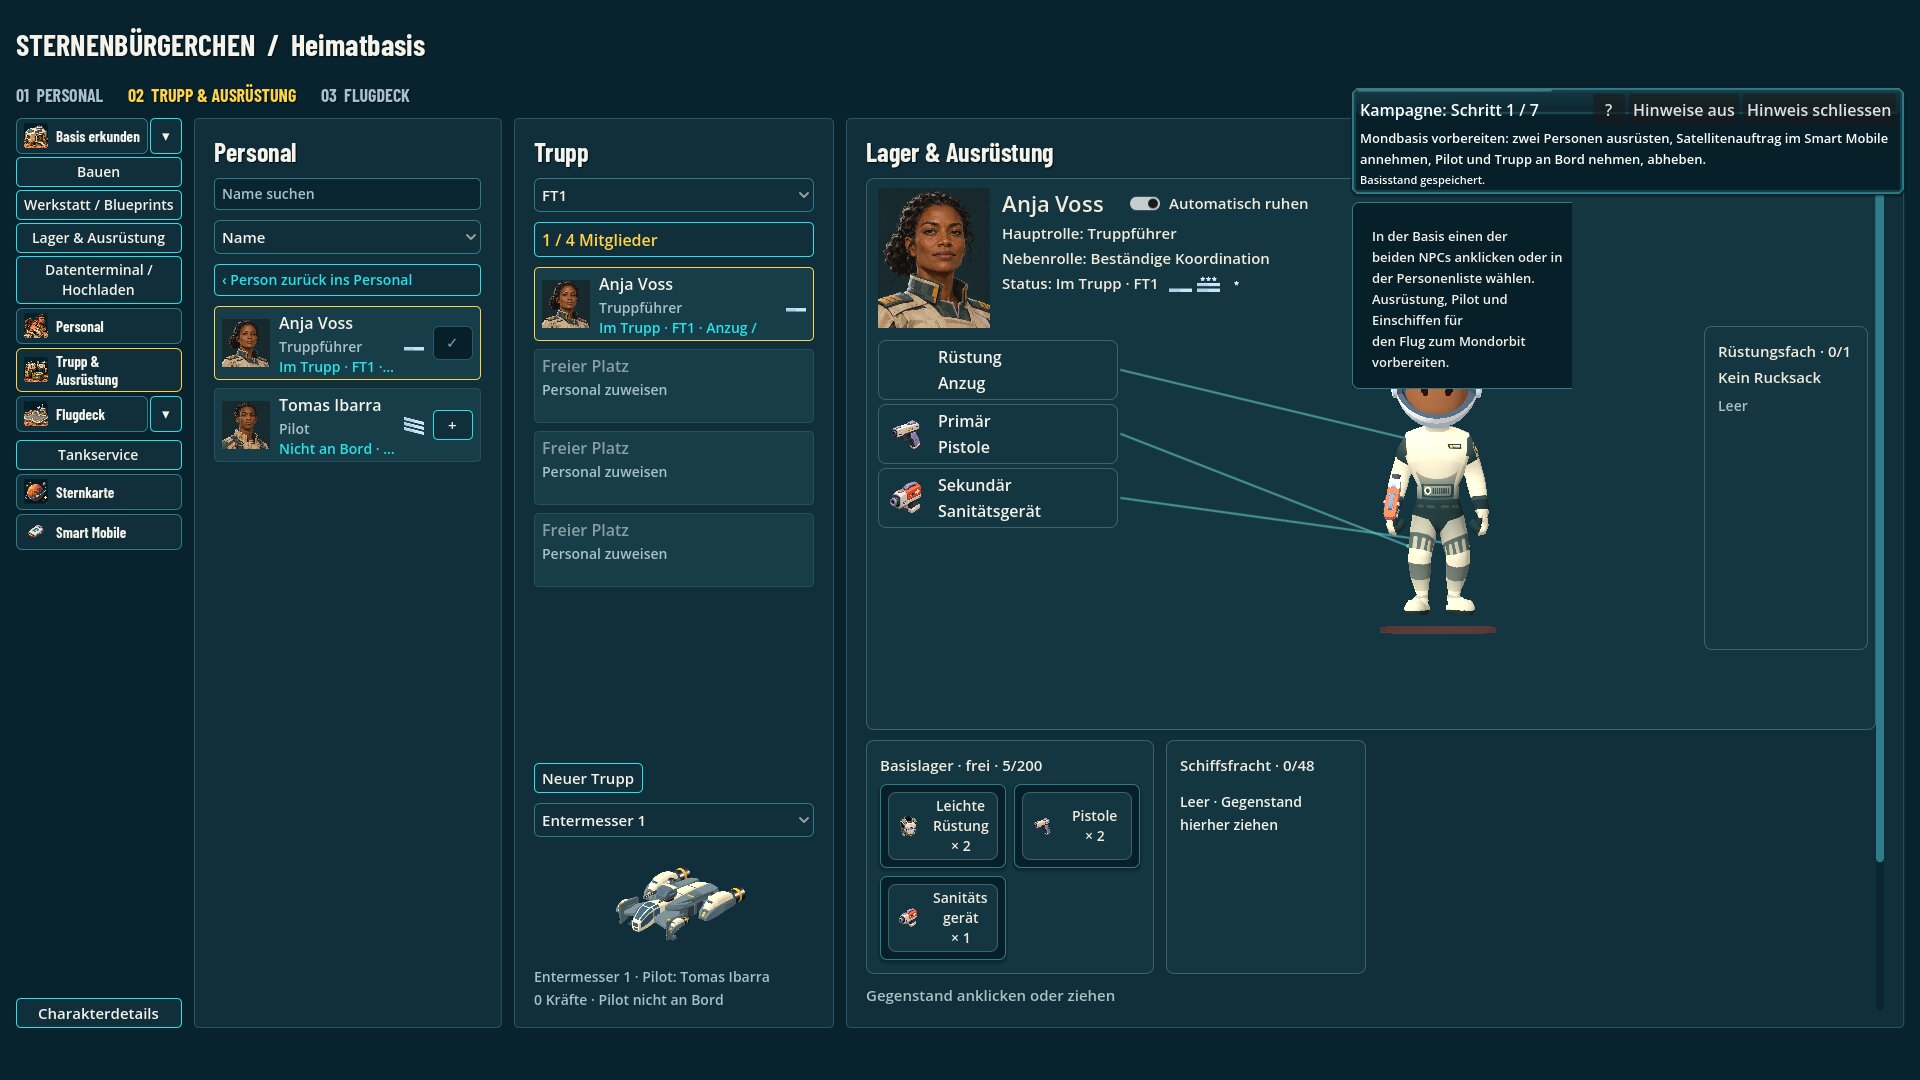 STERNENBÜRGERCHEN / Heimatbasis
01 PERSONAL 02 TRUPP & AUSRÜSTUNG 03 FLUGDECK
Basis erkunden ▼
Bauen
Werkstatt / Blueprints
Lager & Ausrüstung
Datenterminal /
Hochladen
Personal
Trupp &
Ausrüstung
Flugdeck ▼
Tankservice
Sternkarte
Smart Mobile
Charakterdetails
Personal
Name suchen
Name
‹ Person zurück ins Personal
Anja Voss
Truppführer
Im Trupp · FT1 ·...
✓
Tomas Ibarra
Pilot
Nicht an Bord · ...
+
Trupp
FT1
1 / 4 Mitglieder
Anja Voss
Truppführer
Im Trupp · FT1 · Anzug /
Freier Platz
Personal zuweisen
Freier Platz
Personal zuweisen
Freier Platz
Personal zuweisen
Neuer Trupp
Entermesser 1
Entermesser 1 · Pilot: Tomas Ibarra
0 Kräfte · Pilot nicht an Bord
Lager & Ausrüstung
Anja Voss Automatisch ruhen
Hauptrolle: Truppführer
Nebenrolle: Beständige Koordination
Status: Im Trupp · FT1
Rüstung
Anzug
Primär
Pistole
Sekundär
Sanitätsgerät
Kampagne: Schritt 1 / 7 ? Hinweise aus Hinweis schliessen
Mondbasis vorbereiten: zwei Personen ausrüsten, Satellitenauftrag im Smart Mobile
annehmen, Pilot und Trupp an Bord nehmen, abheben.
Basisstand gespeichert.
In der Basis einen der
beiden NPCs anklicken oder in
der Personenliste wählen.
Ausrüstung, Pilot und
Einschiffen für
den Flug zum Mondorbit
vorbereiten.
Rüstungsfach · 0/1
Kein Rucksack
Leer
Basislager · frei · 5/200
Leichte
Rüstung
× 2
Pistole
× 2
Sanitäts
gerät
× 1
Schiffsfracht · 0/48
Leer · Gegenstand
hierher ziehen
Gegenstand anklicken oder ziehen